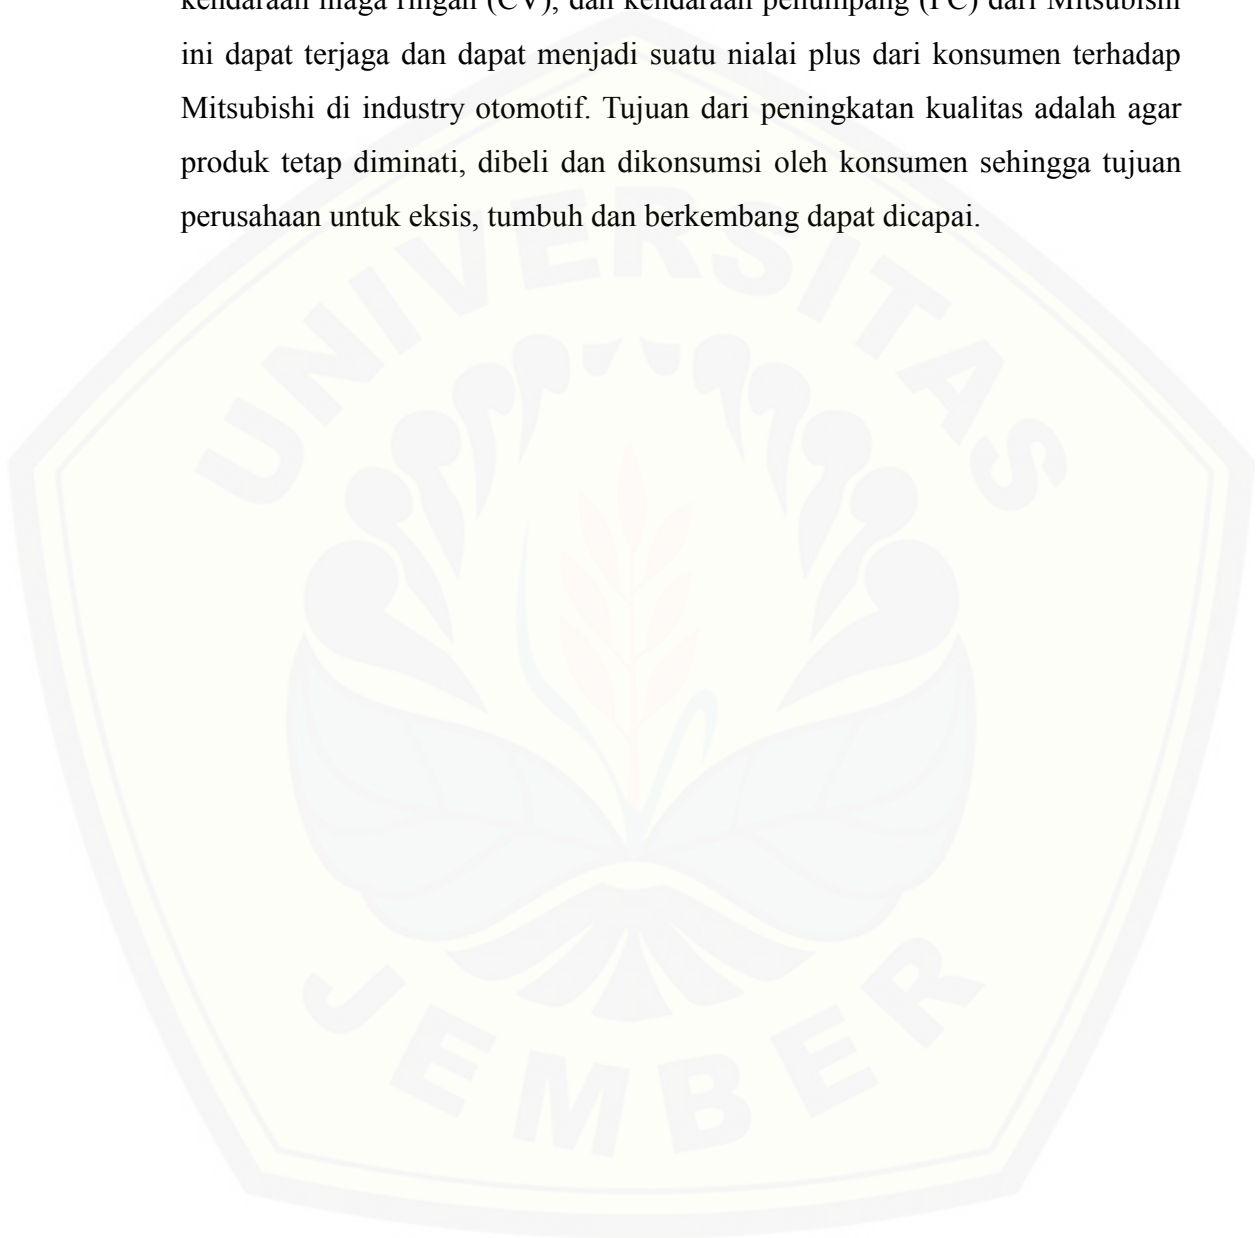 kendaraan niaga ringan (CV), dan kendaraan penumpang (PC) dari Mitsubishi
ini dapat terjaga dan dapat menjadi suatu nialai plus dari konsumen terhadap
Mitsubishi di industry otomotif. Tujuan dari peningkatan kualitas adalah agar
produk tetap diminati, dibeli dan dikonsumsi oleh konsumen sehingga tujuan
perusahaan untuk eksis, tumbuh dan berkembang dapat dicapai.
UNIVERSITAS
JEMBER